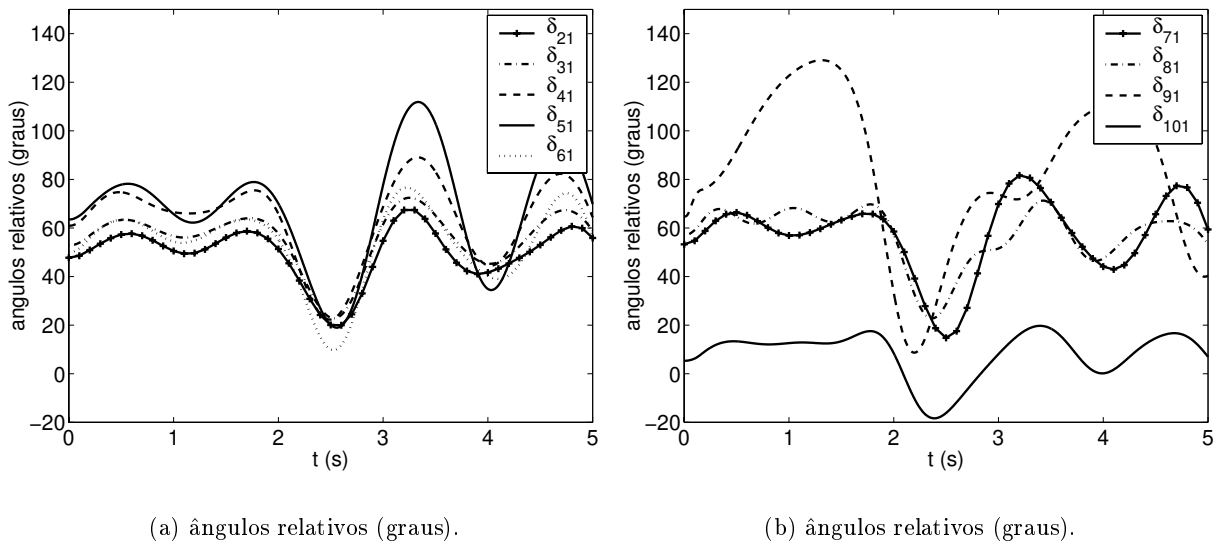 140
120
100
80
60
40
20
0
−20
ângulos relativos (graus)
0 1 2 3 4 5
t (s)
δ21
δ31
δ41
δ51
δ61
(a) ângulos relativos (graus).
140
120
100
80
60
40
20
0
−20
ângulos relativos (graus)
0 1 2 3 4 5
t (s)
δ71
δ81
δ91
δ101
(b) ângulos relativos (graus).